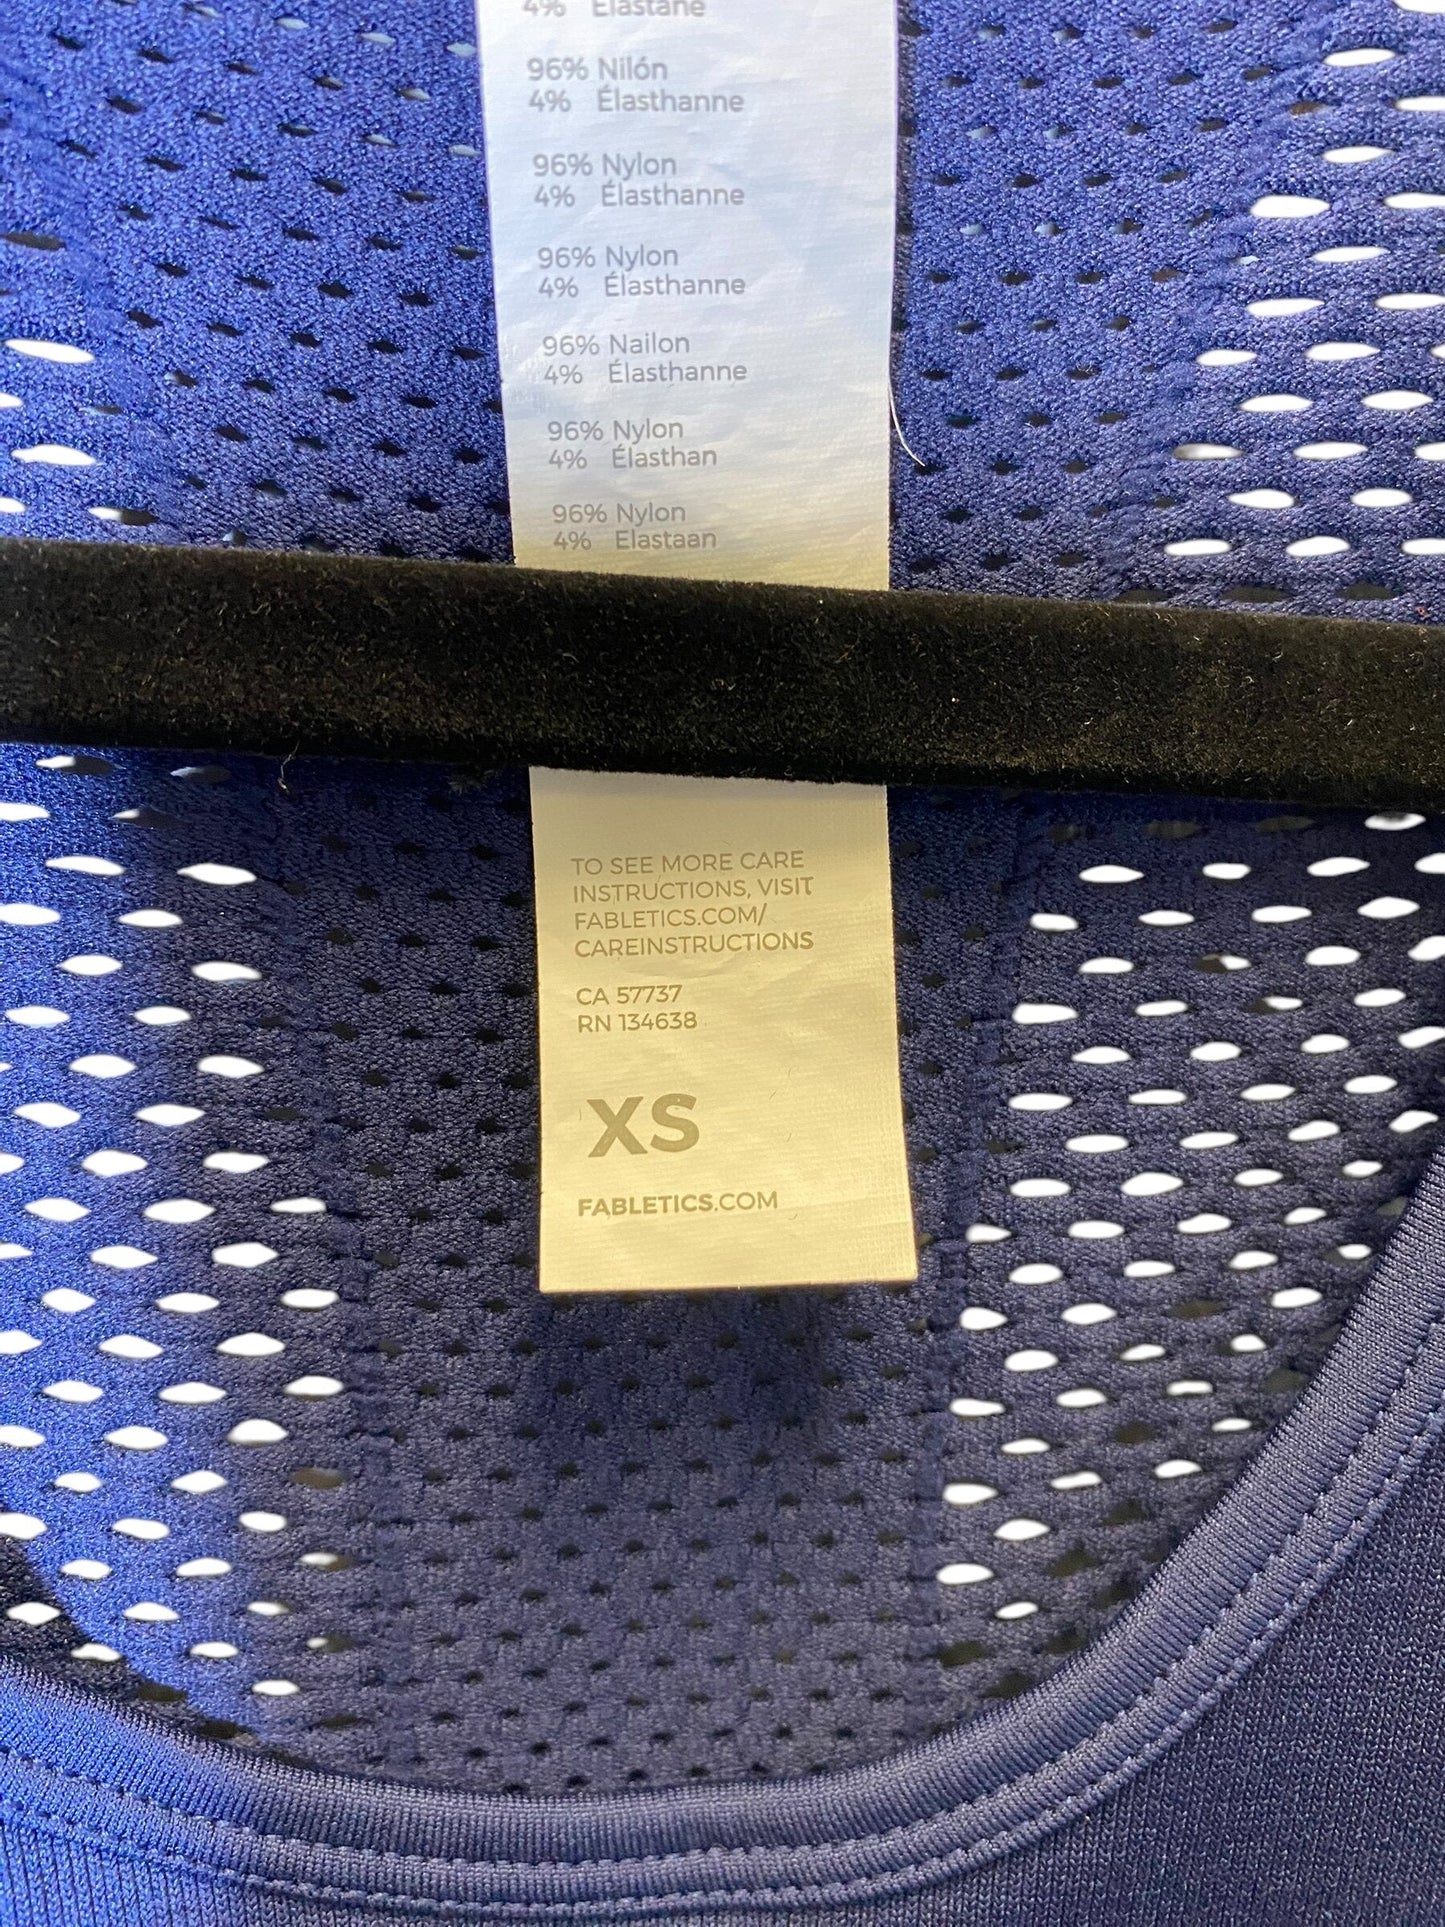 4% Elastane
96% Nilón
4% Élasthanne
96% Nylon
4% Élasthanne
96% Nylon
4% Élasthanne
96% Nailon
4% Élasthanne
96% Nylon
4% Élasthan
96% Nylon
4% Elastaan
TO SEE MORE CARE
INSTRUCTIONS, VISIT
FABLETICS.COM/
CAREINSTRUCTIONS
CA 57737
RN 134638
XS
FABLETICS.COM